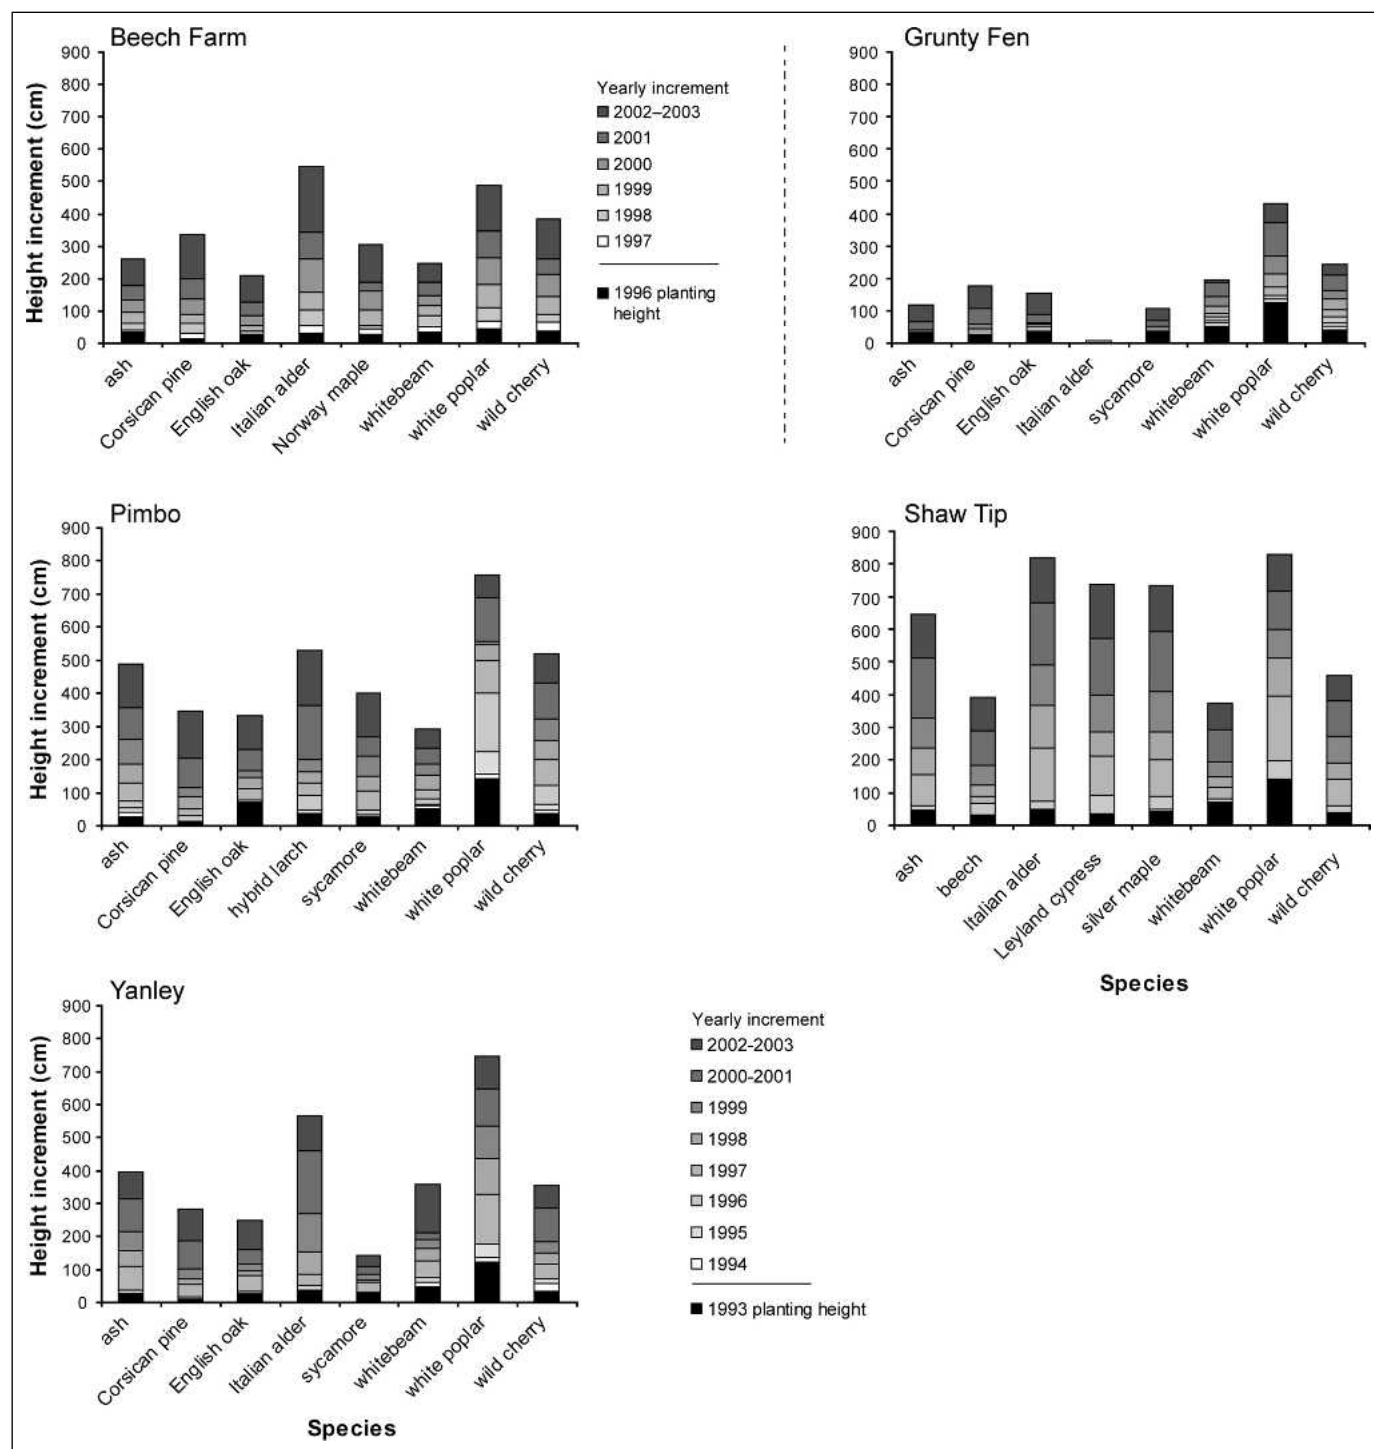 Beech Farm
Height increment (cm)
900
800
700
600
500
400
300
200
100
0
ash
Corsican pine
English oak
Italian alder
Norway maple
whitebeam
white poplar
wild cherry
Yearly increment
2002–2003
2001
2000
1999
1998
1997
1996 planting
height
Grunty Fen
900
800
700
600
500
400
300
200
100
0
ash
Corsican pine
English oak
Italian alder
sycamore
whitebeam
white poplar
wild cherry
Pimbo
Height increment (cm)
900
800
700
600
500
400
300
200
100
0
ash
Corsican pine
English oak
hybrid larch
sycamore
whitebeam
white poplar
wild cherry
Shaw Tip
900
800
700
600
500
400
300
200
100
0
ash
beech
Italian alder
Leyland cypress
silver maple
whitebeam
white poplar
wild cherry
Species
Yanley
Height increment (cm)
900
800
700
600
500
400
300
200
100
0
ash
Corsican pine
English oak
Italian alder
sycamore
whitebeam
white poplar
wild cherry
Species
Yearly increment
2002-2003
2000-2001
1999
1998
1997
1996
1995
1994
1993 planting height